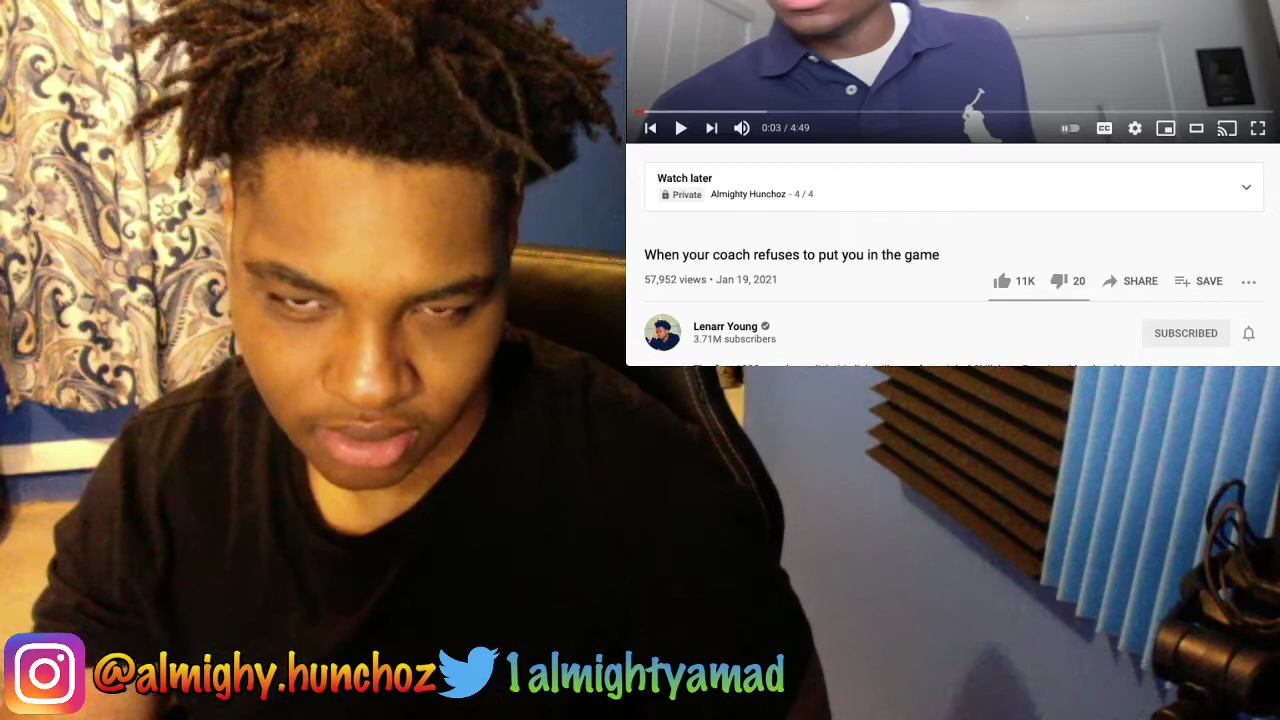 0:03 / 4:49
CC
Watch later
Private Almighty Hunchoz - 4 / 4
When your coach refuses to put you in the game
57,952 views • Jan 19, 2021
11K 20 SHARE SAVE
Lenarr Young
3.71M subscribers
SUBSCRIBED
@almighy.hunchoz
1almightyamad